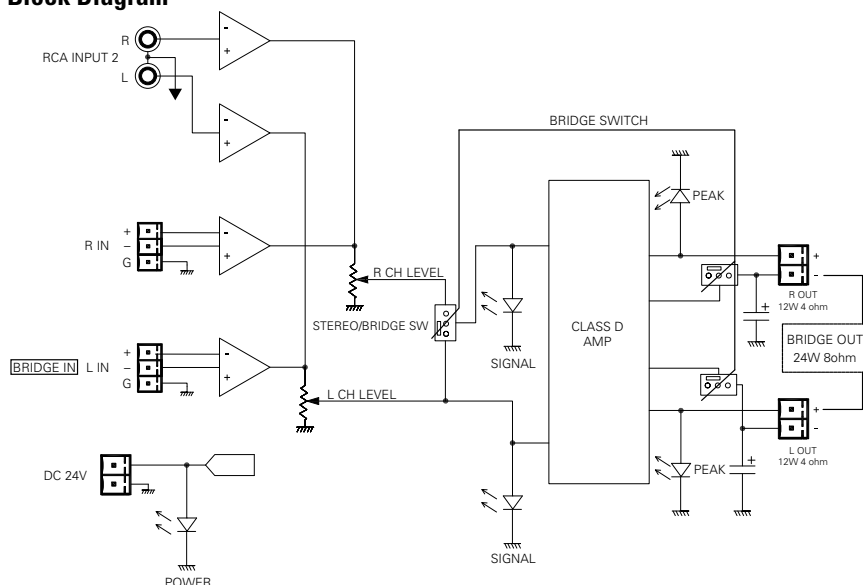 Block Diagram
RCA INPUT 2
R
L
-
+
-
+
R IN
+
–
G
-
+
R CH LEVEL
STEREO/BRIDGE SW
BRIDGE IN L IN
+
–
G
-
+
L CH LEVEL
DC 24V
POWER
BRIDGE SWITCH
SIGNAL
SIGNAL
CLASS D
AMP
PEAK
PEAK
+
-
R OUT
12W 4 ohm
+
BRIDGE OUT
24W 8ohm
+
-
L OUT
12W 4 ohm
+